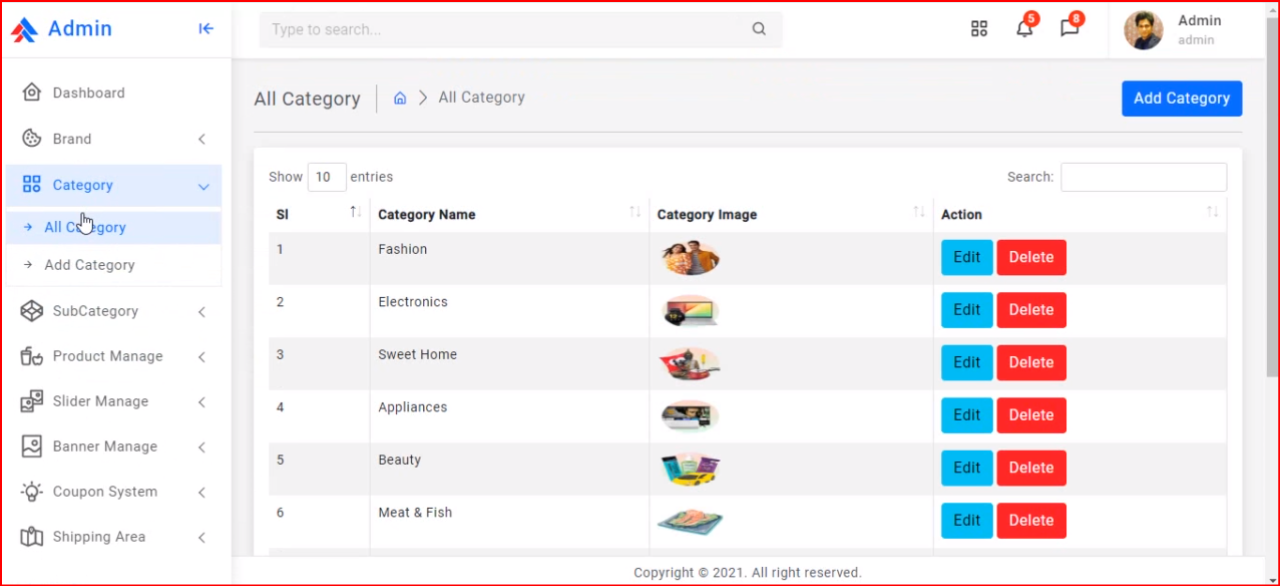 Admin
Type to search...
5
8
Admin
admin
Dashboard
Brand
Category
All Category
Add Category
SubCategory
Product Manage
Slider Manage
Banner Manage
Coupon System
Shipping Area
All Category
All Category
Add Category
Show 10 entries
Search:
Sl Category Name Category Image Action
1 Fashion Edit Delete
2 Electronics Edit Delete
3 Sweet Home Edit Delete
4 Appliances Edit Delete
5 Beauty Edit Delete
6 Meat & Fish Edit Delete
Copyright © 2021. All right reserved.